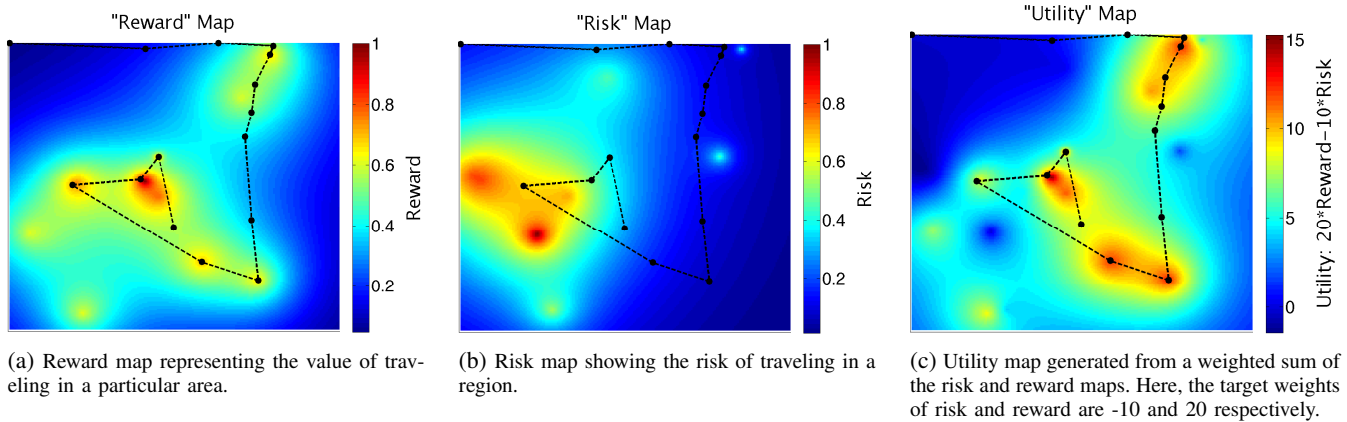 "Reward" Map
1
0.8
0.6
0.4
0.2
Reward
(a) Reward map representing the value of trav-
eling in a particular area.
"Risk" Map
1
0.8
0.6
0.4
0.2
Risk
(b) Risk map showing the risk of traveling in a
region.
"Utility" Map
15
10
5
0
Utility: 20*Reward−10*Risk
(c) Utility map generated from a weighted sum of
the risk and reward maps. Here, the target weights
of risk and reward are -10 and 20 respectively.